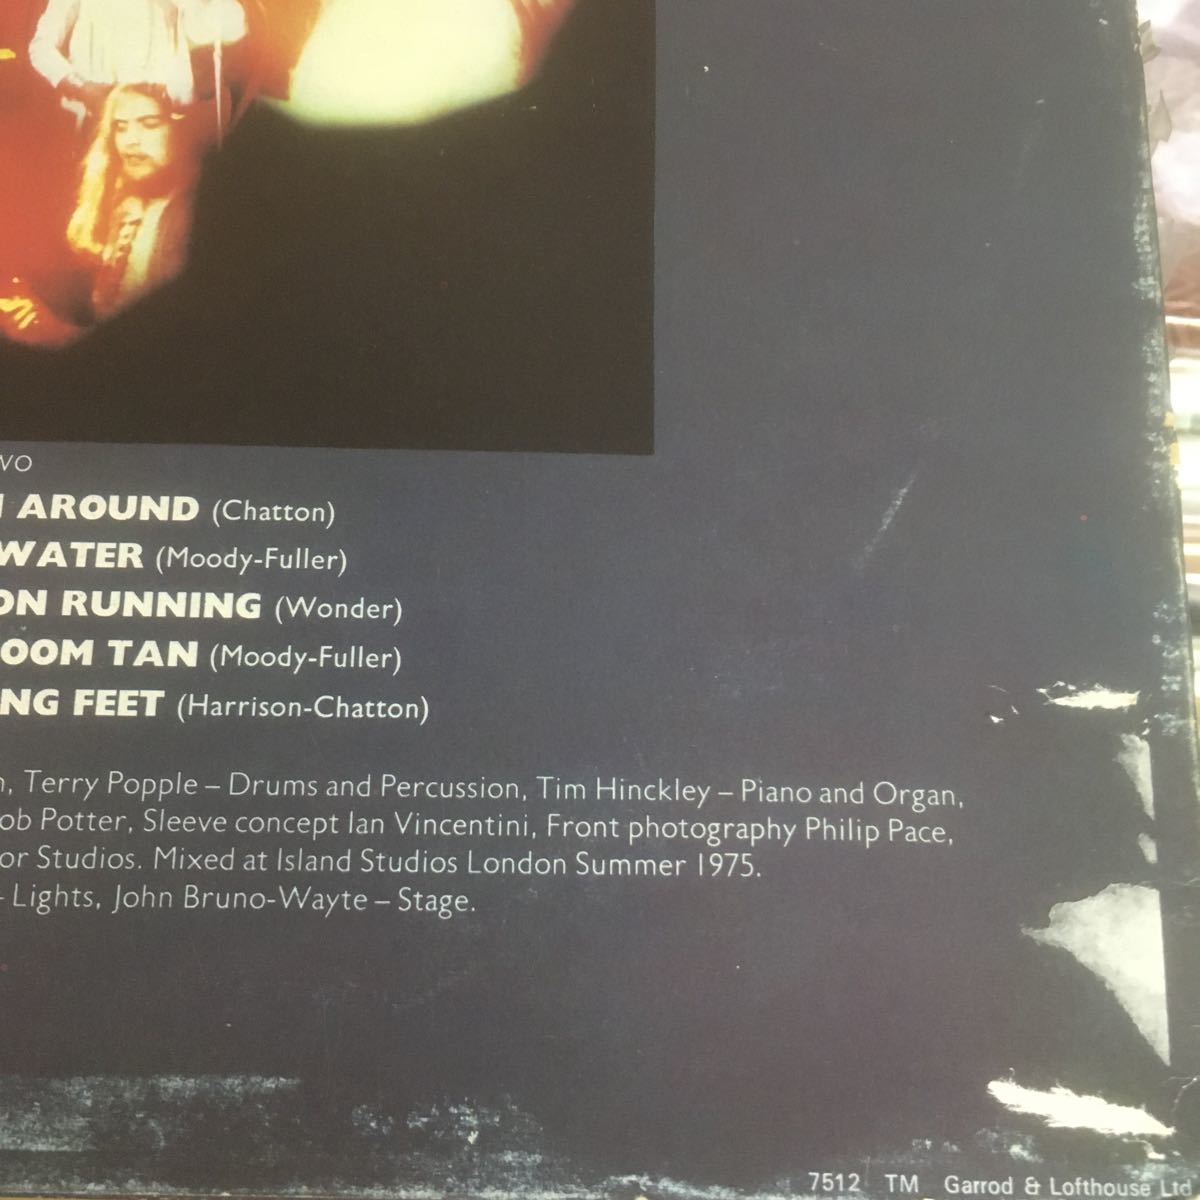 AROUND (Chatton)
WATER (Moody-Fuller)
ON RUNNING (Wonder)
OOM TAN (Moody-Fuller)
NG FEET (Harrison-Chatton)
Terry Popple – Drums and Percussion, Tim Hinckley – Piano and Organ,
ob Potter, Sleeve concept Ian Vincentini, Front photography Philip Pace,
or Studios. Mixed at Island Studios London Summer 1975.
– Lights, John Bruno-Wayte – Stage.
7512 TM Garrod & Lofthouse Ltd